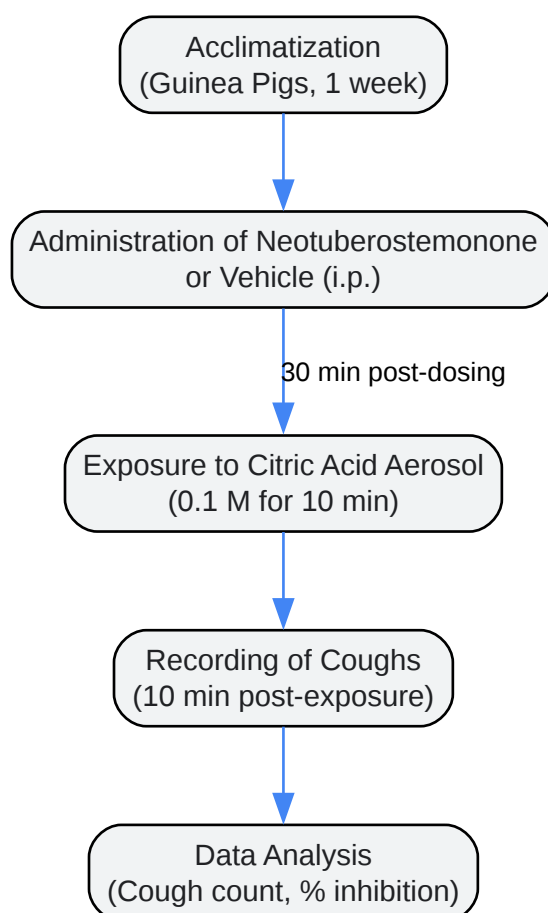 Acclimatization
(Guinea Pigs, 1 week)
Administration of Neotuberostemonone
or Vehicle (i.p.)
30 min post-dosing
Exposure to Citric Acid Aerosol
(0.1 M for 10 min)
Recording of Coughs
(10 min post-exposure)
Data Analysis
(Cough count, % inhibition)